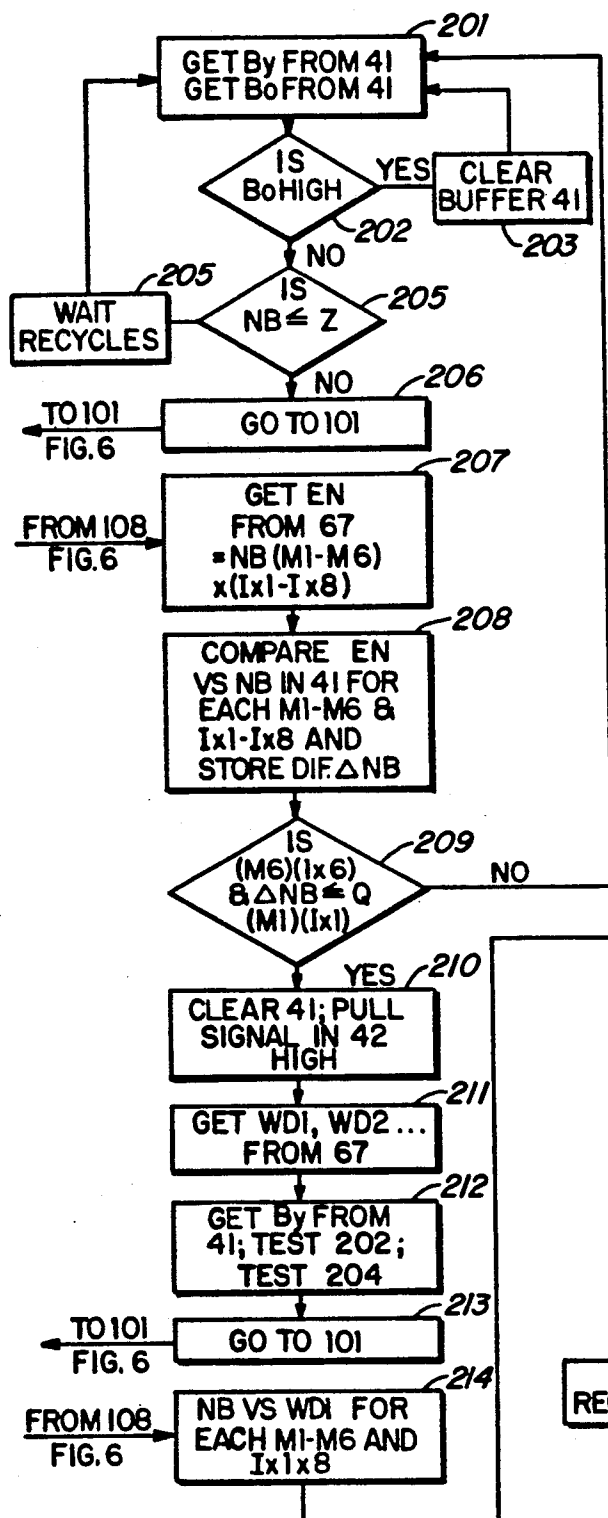 201
GET By FROM 41
GET Bo FROM 41
IS
Bo HIGH
YES
CLEAR
BUFFER 41
202
203
NO
205
WAIT
RECYCLES
IS
NB ≤ Z
205
NO
206
TO 101
FIG. 6
GO TO 101
207
FROM 108
FIG. 6
GET EN
FROM 67
=NB (M1-M6)
x(Ix1-Ix8)
208
COMPARE EN
VS NB IN 41 FOR
EACH M1-M6 &
Ix1-Ix8 AND
STORE DIF. △NB
209
IS
(M6)(Ix6)
& △NB ≤ Q
(M1)(Ix1)
NO
YES
210
CLEAR 41; PULL
SIGNAL IN 42
HIGH
211
GET WD1, WD2 ...
FROM 67
212
GET By FROM
41; TEST 202;
TEST 204
213
TO 101
FIG. 6
GO TO 101
214
FROM 108
FIG. 6
NB VS WD1 FOR
EACH M1-M6 AND
Ix1x8